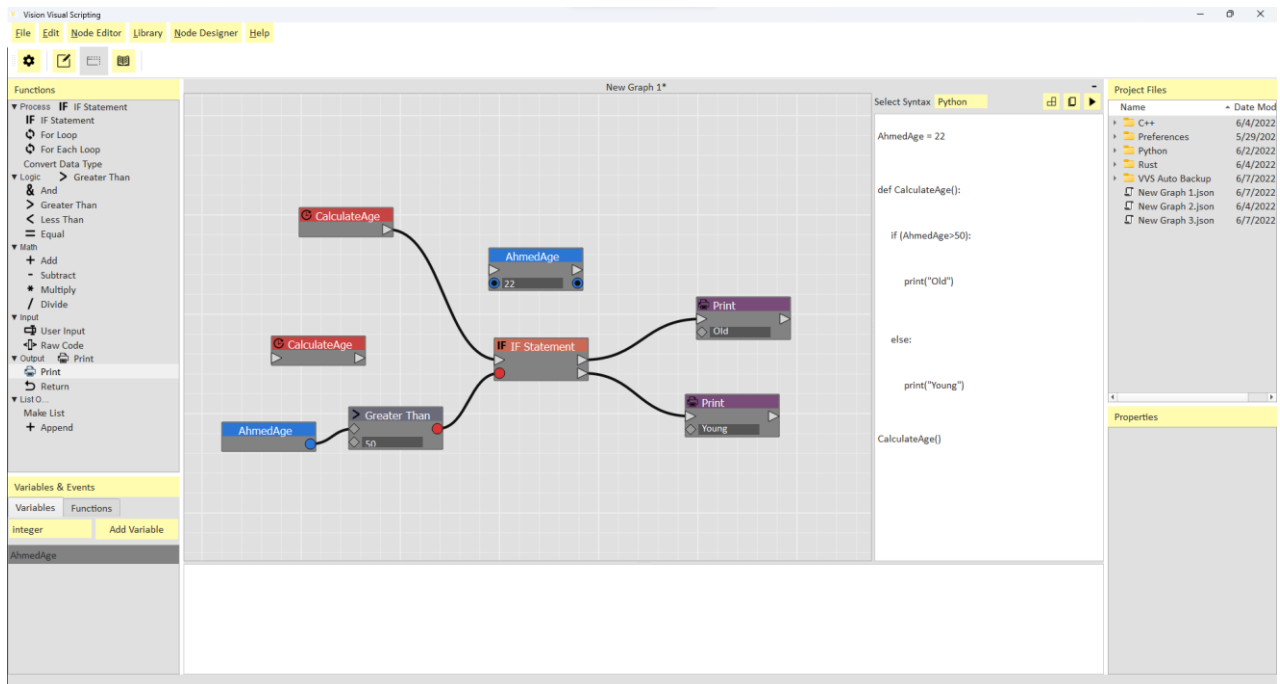 Vision Visual Scripting
File Edit Node Editor Library Node Designer Help
Functions
Process IF IF Statement
IF IF Statement
For Loop
For Each Loop
Convert Data Type
Logic > Greater Than
& And
> Greater Than
< Less Than
= Equal
Math
+ Add
- Subtract
* Multiply
/ Divide
Input
User Input
Raw Code
Output Print
Print
Return
List O...
Make List
+ Append
Variables & Events
Variables Functions
integer Add Variable
AhmedAge
New Graph 1*
CalculateAge
AhmedAge
22
Print
Old
CalculateAge
IF IF Statement
Print
Young
> Greater Than
50
AhmedAge
-
Select Syntax Python
AhmedAge = 22
def CalculateAge():
if (AhmedAge>50):
print("Old")
else:
print("Young")
CalculateAge()
Project Files
Name Date Mod
C++ 6/4/2022
Preferences 5/29/202
Python 6/2/2022
Rust 6/4/2022
VVS Auto Backup 6/7/2022
New Graph 1.json 6/7/2022
New Graph 2.json 6/4/2022
New Graph 3.json 6/7/2022
Properties